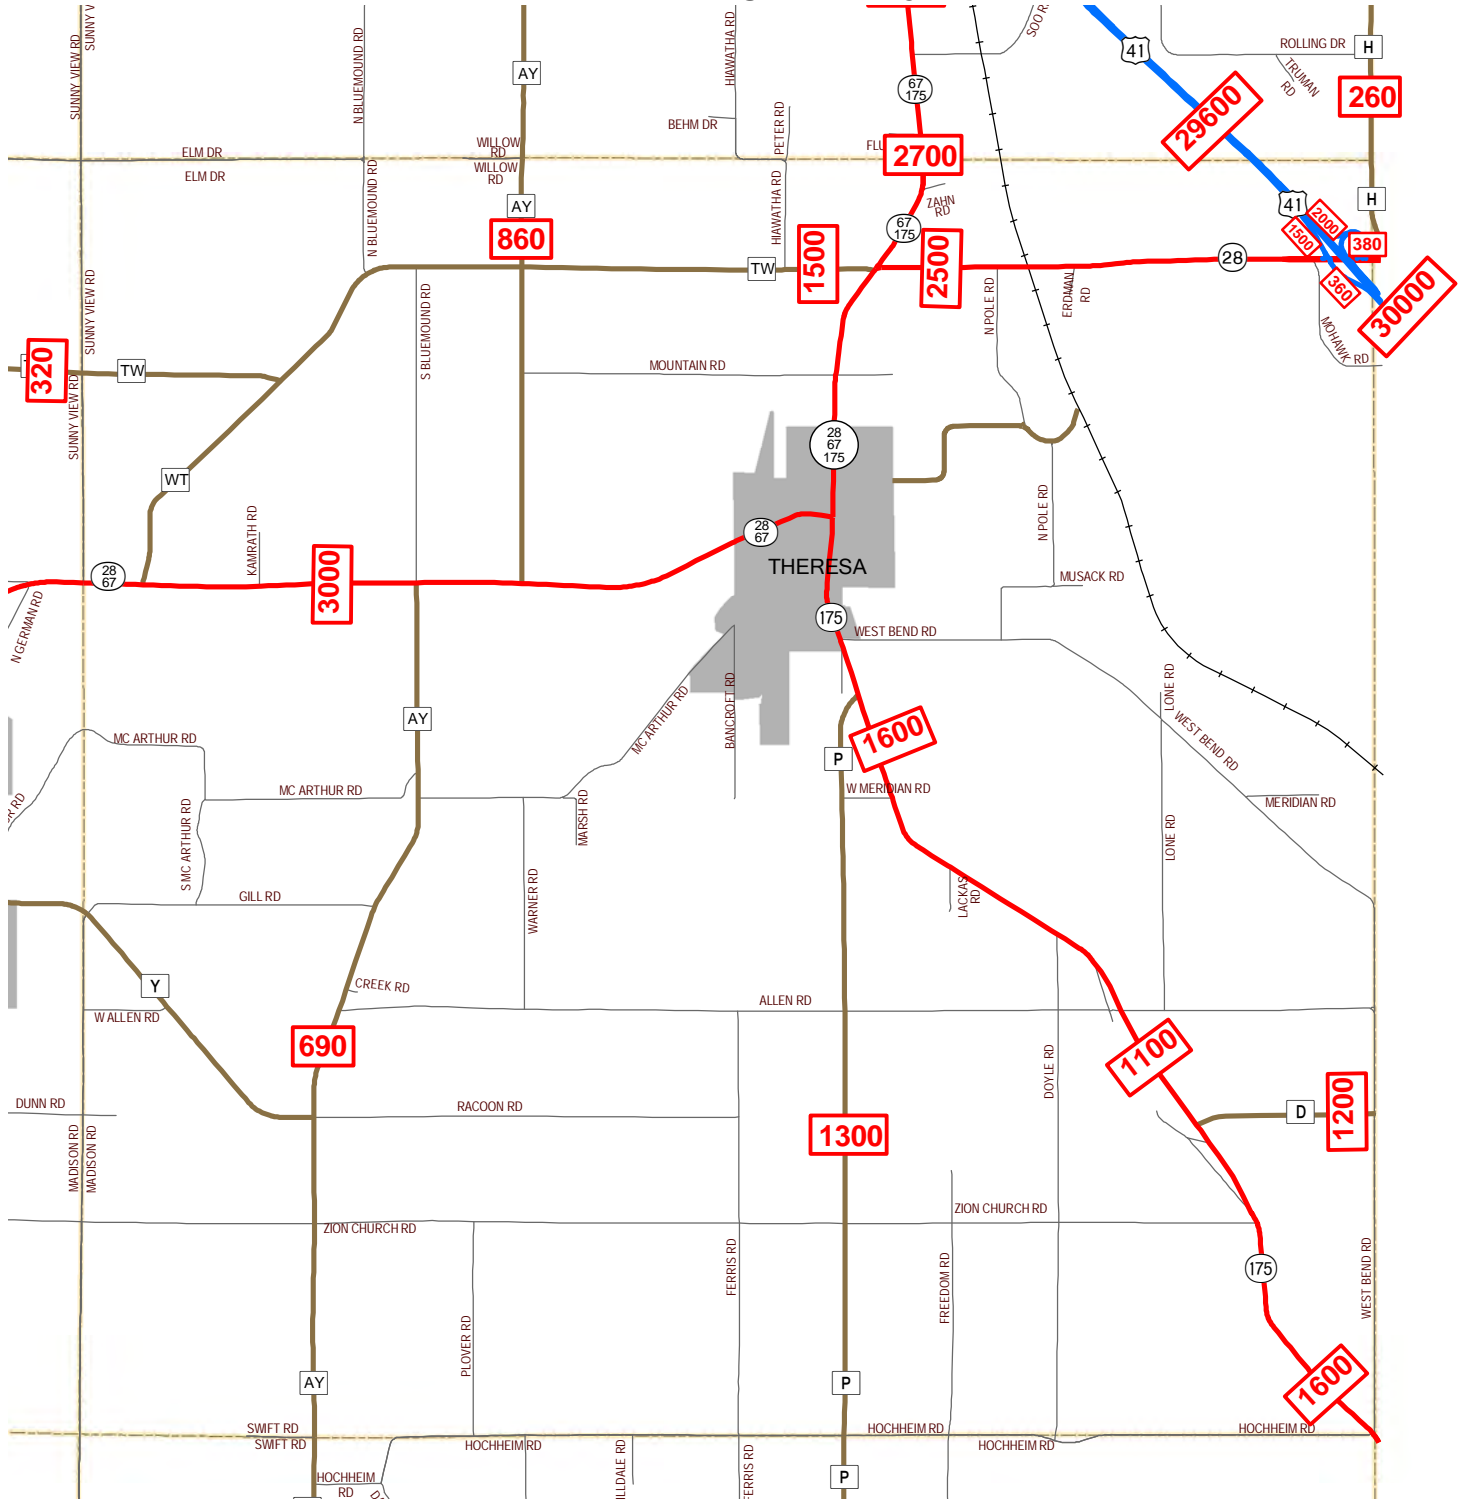 SUNNY VIEW RD
SUNNY V
N BLUEMOUND RD
AY
HIAWATHA RD
SOO R
41
ROLLING DR
H
TRUMAN
RD
67
175
29600
260
BEHM DR
PETER RD
ELM DR
ELM DR
WILLOW
RD
WILLOW
RD
FLU
2700
N BLUEMOUND RD
AY
860
HIAWATHA RD
ZAHN
RD
67
175
41
H
2000
1500
380
360
30000
TW
1500
2500
28
SUNNY VIEW RD
S BLUEMOUND RD
N POLE RD
ERDMAN
RD
MOHAWK RD
320
TW
MOUNTAIN RD
SUNNY VIEW RD
28
67
175
WT
KAMRATH RD
28
67
N POLE RD
THERESA
28
67
3000
MUSACK RD
N GERMAN RD
175
WEST BEND RD
MC ARTHUR RD
BANCROFT RD
LONE RD
WEST BEND RD
AY
1600
MC ARTHUR RD
P
W MERIDIAN RD
MC ARTHUR RD
MERIDIAN RD
UR RD
S MC ARTHUR RD
MARSH RD
LONE RD
GILL RD
WARNER RD
LACKAS
RD
Y
CREEK RD
W ALLEN RD
ALLEN RD
690
1100
DOYLE RD
DUNN RD
RACOON RD
D
1200
1300
MADISON RD
MADISON RD
ZION CHURCH RD
ZION CHURCH RD
FERRIS RD
FREEDOM RD
175
WEST BEND RD
PLOVER RD
AY
P
1600
SWIFT RD
SWIFT RD
HOCHHEIM RD
HOCHHEIM RD
HOCHHEIM RD
HOCHHEIM RD
HOCHHEIM
RD
ILLDALE RD
FERRIS RD
P